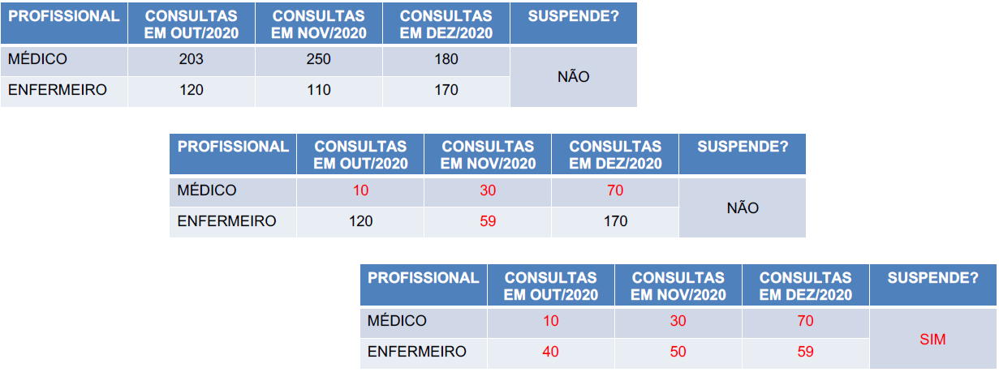 PROFISSIONAL CONSULTAS EM OUT/2020 CONSULTAS EM NOV/2020 CONSULTAS EM DEZ/2020 SUSPENDE?
MÉDICO 203 250 180 NÃO
ENFERMEIRO 120 110 170
PROFISSIONAL CONSULTAS EM OUT/2020 CONSULTAS EM NOV/2020 CONSULTAS EM DEZ/2020 SUSPENDE?
MÉDICO 10 30 70 NÃO
ENFERMEIRO 120 59 170
PROFISSIONAL CONSULTAS EM OUT/2020 CONSULTAS EM NOV/2020 CONSULTAS EM DEZ/2020 SUSPENDE?
MÉDICO 10 30 70 SIM
ENFERMEIRO 40 50 59